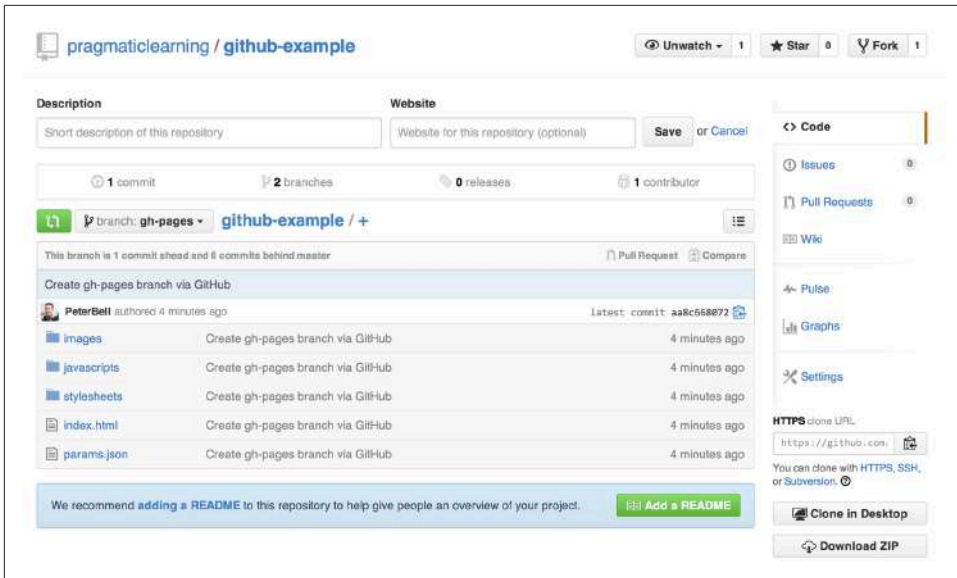 pragmaticlearning / github-example
Unwatch 1 Star 0 Fork 1
Description Website
Short description of this repository Website for this repository (optional) Save or Cancel
1 commit 2 branches 0 releases 1 contributor
branch: gh-pages github-example / +
This branch is 1 commit ahead and 6 commits behind master Pull Request Compare
Create gh-pages branch via GitHub
PeterBell authored 4 minutes ago latest commit aa8c668072
images Create gh-pages branch via GitHub 4 minutes ago
javascripts Create gh-pages branch via GitHub 4 minutes ago
stylesheets Create gh-pages branch via GitHub 4 minutes ago
index.html Create gh-pages branch via GitHub 4 minutes ago
params.json Create gh-pages branch via GitHub 4 minutes ago
We recommend adding a README to this repository to help give people an overview of your project. Add a README
Code
Issues 0
Pull Requests 0
Wiki
Pulse
Graphs
Settings
HTTPS clone URL
https://github.com
You can clone with HTTPS, SSH,
or Subversion.
Clone in Desktop
Download ZIP